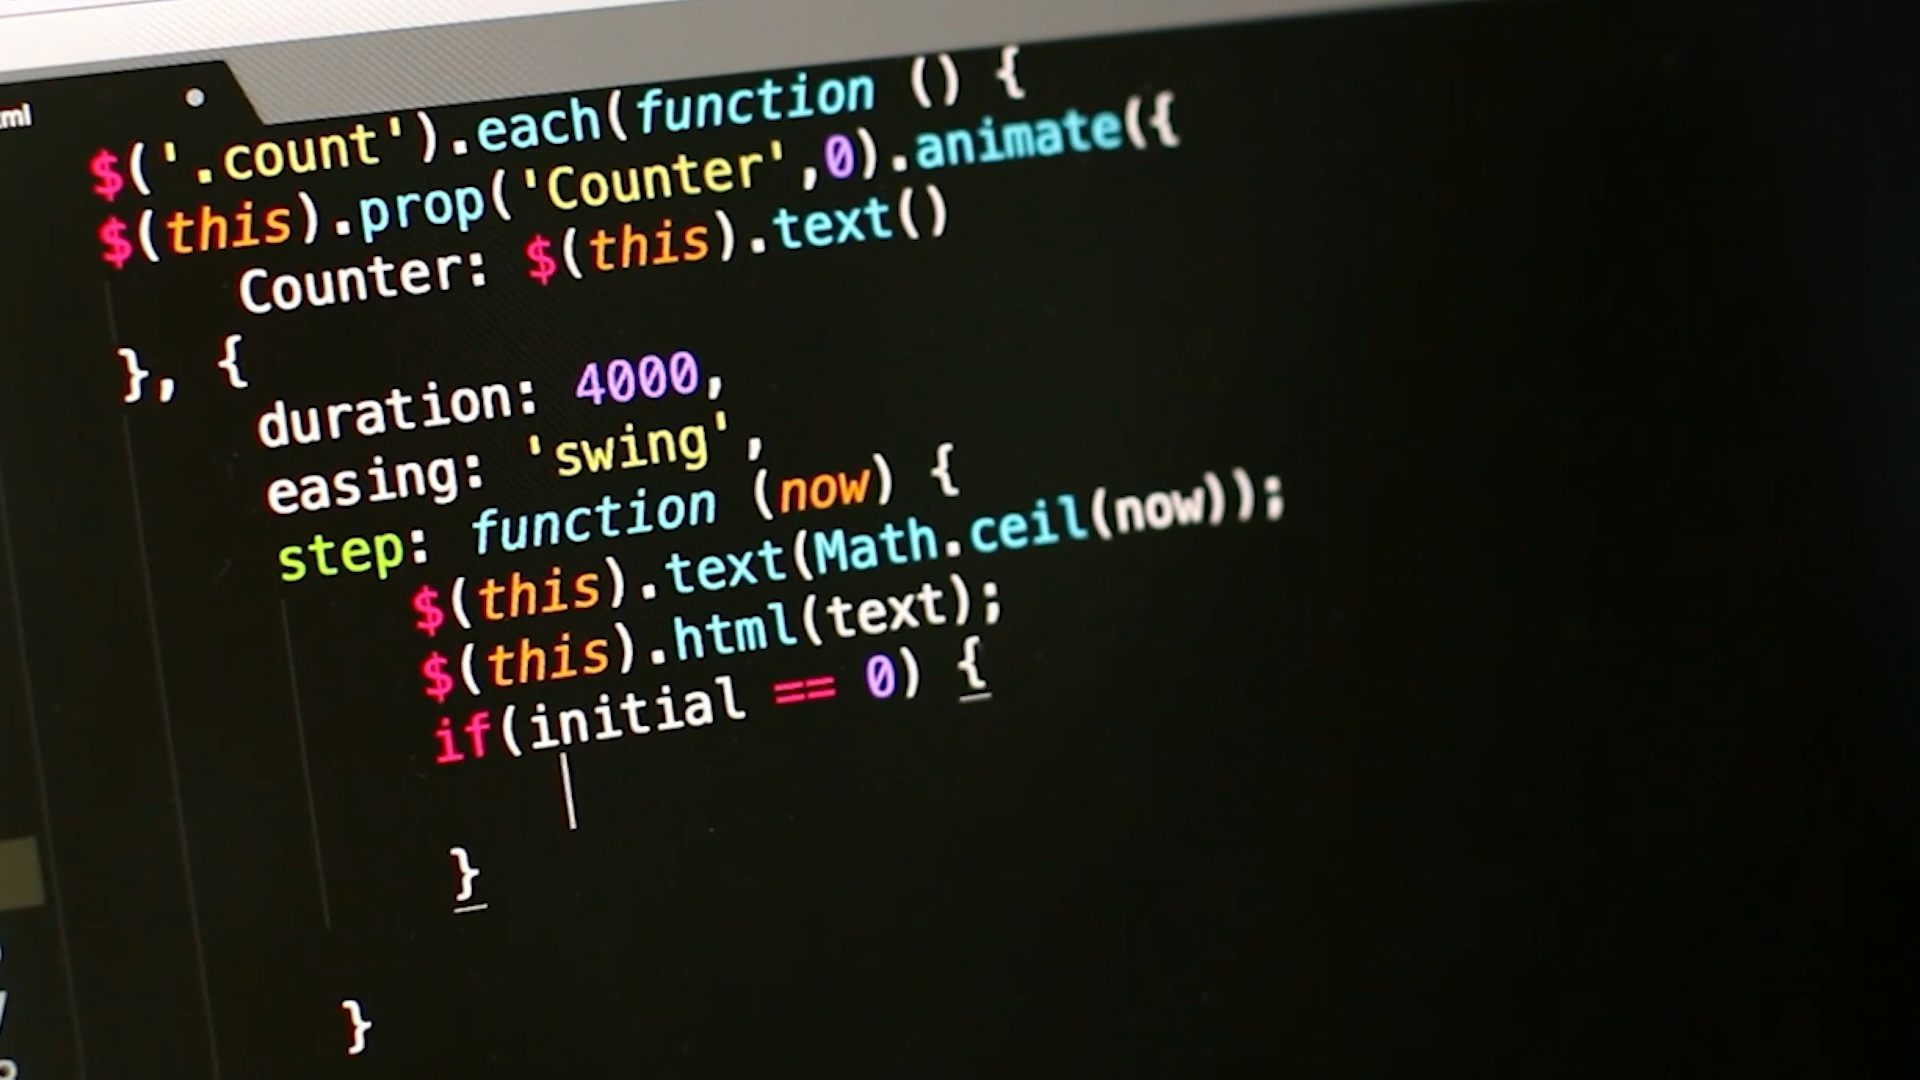 ml
$('.count').each(function () {
$(this).prop('Counter',0).animate({
Counter: $(this).text()
}, {
duration: 4000,
easing: 'swing',
step: function (now) {
$(this).text(Math.ceil(now));
$(this).html(text);
if(initial == 0) {
}
}